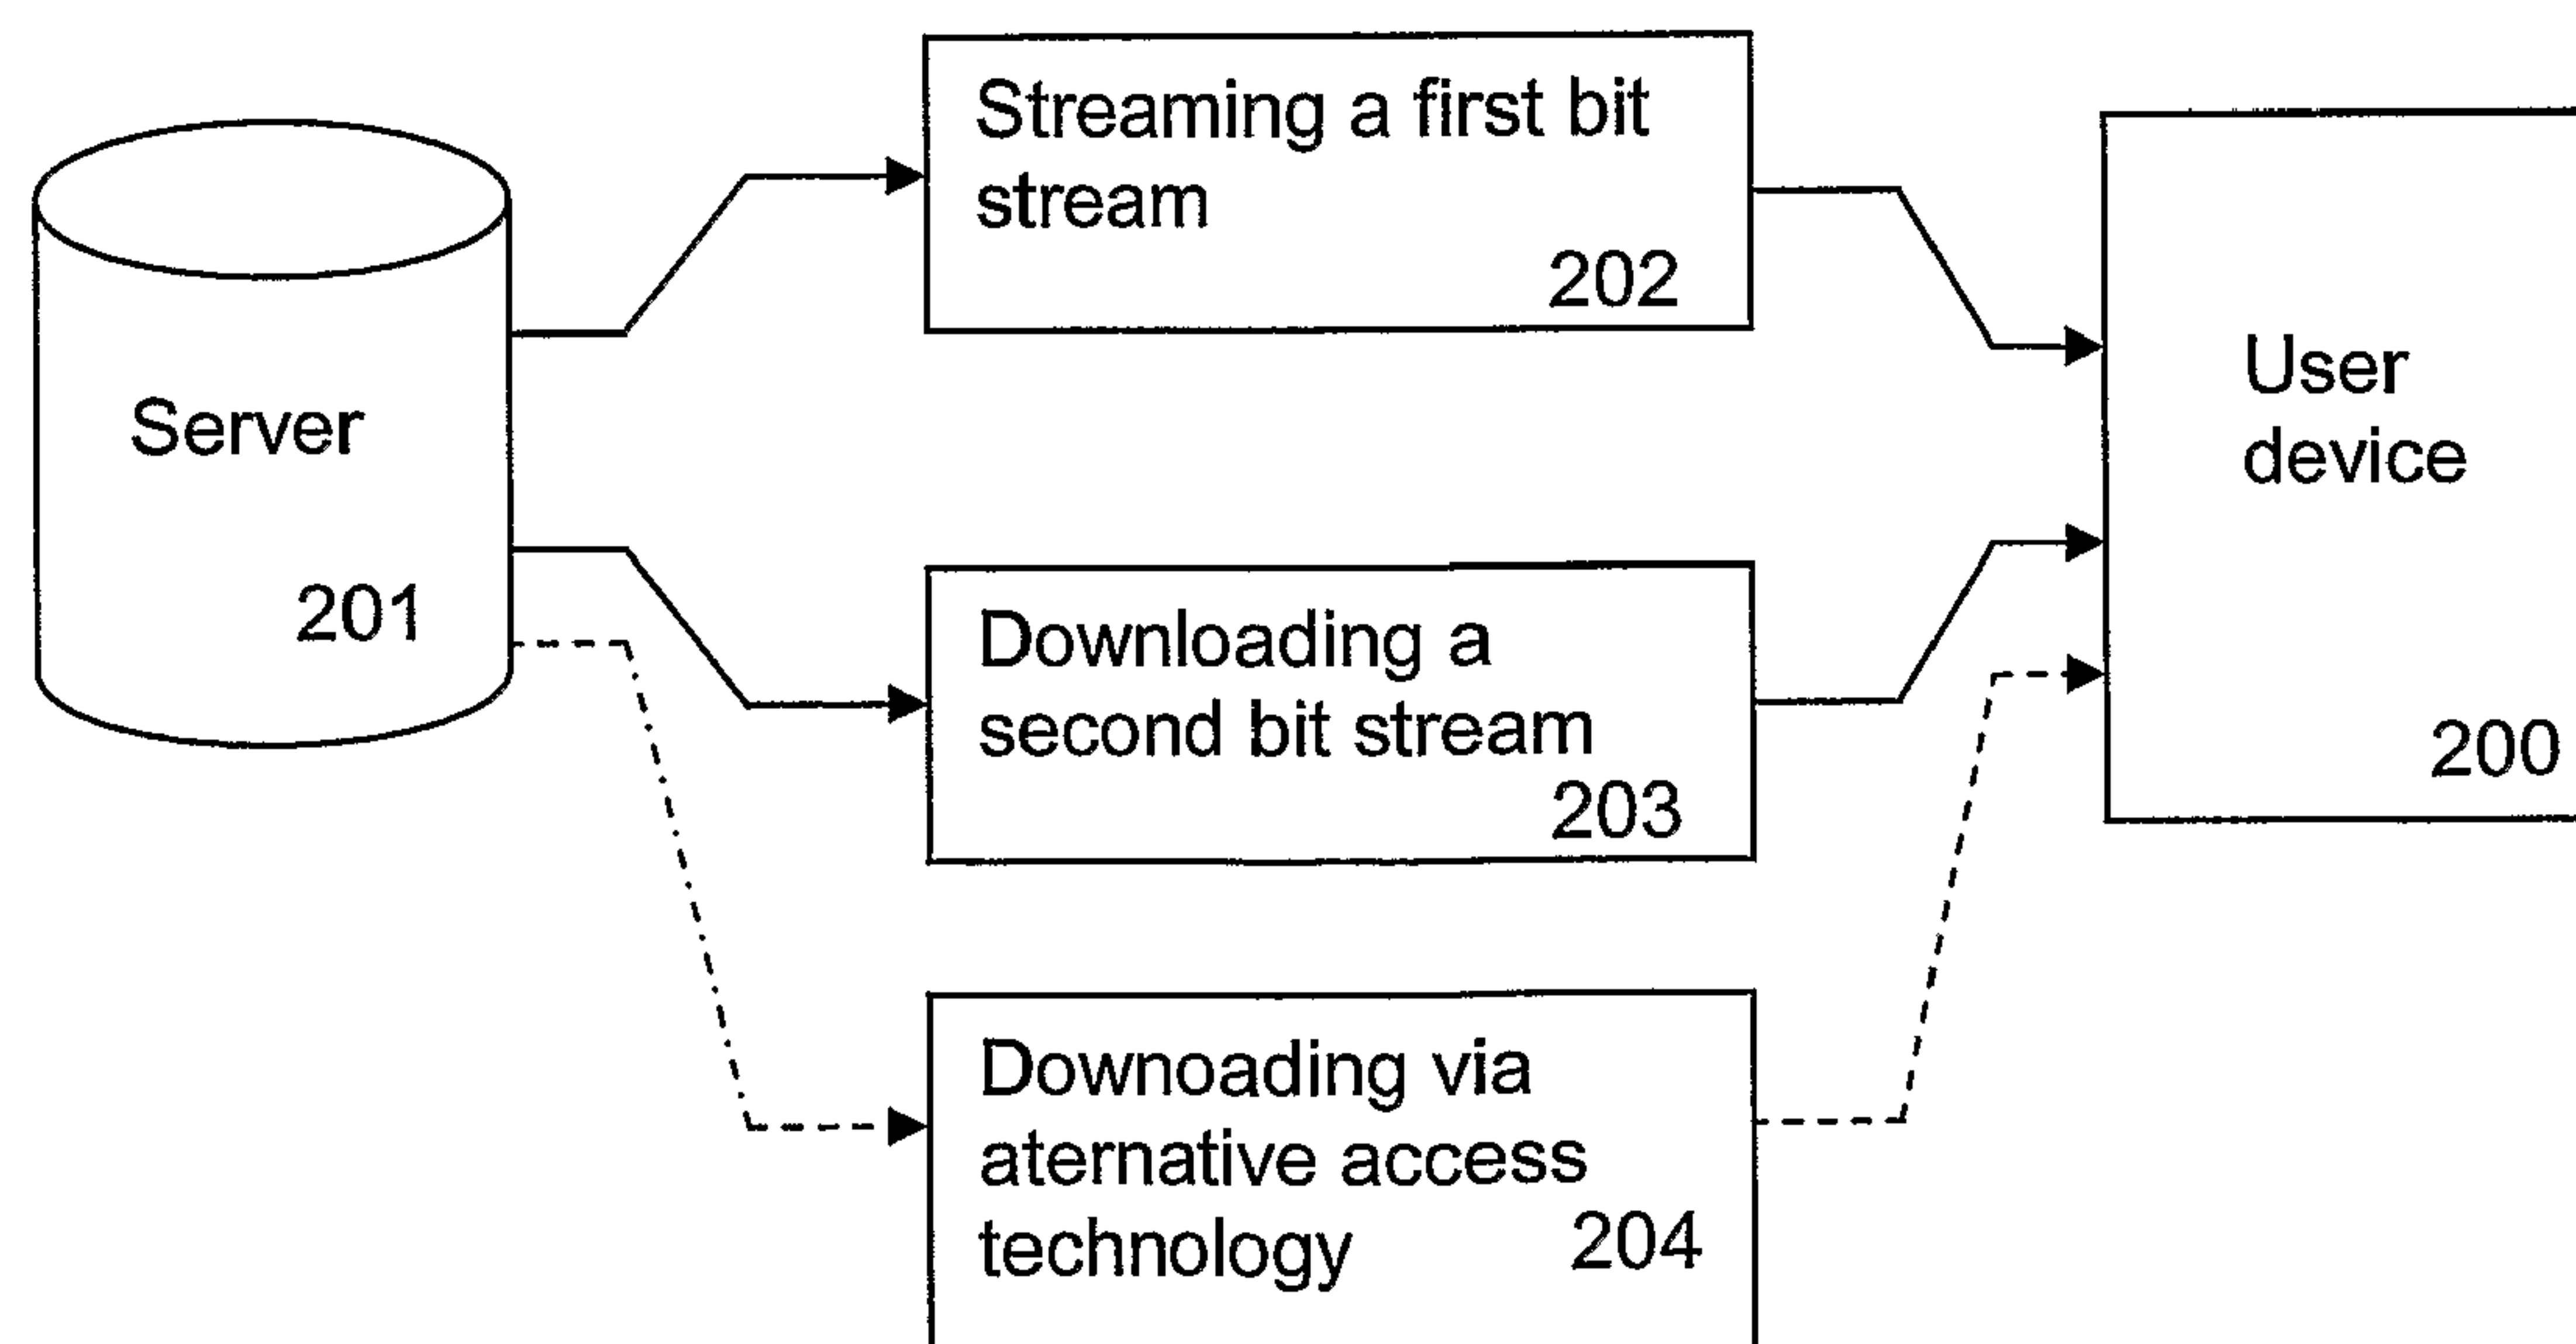 Server
201
Streaming a first bit
stream
202
Downloading a
second bit stream
203
Downoading via
aternative access
technology 204
User
device
200